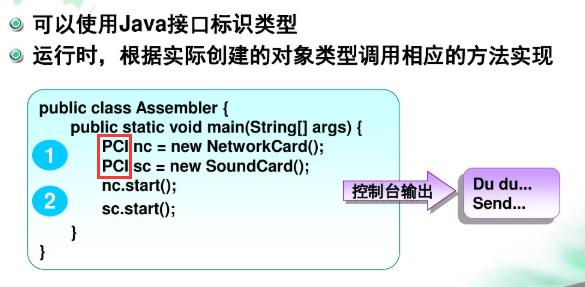 可以使用Java接口标识类型
运行时，根据实际创建的对象类型调用相应的方法实现
public class Assembler {
public static void main(String[] args) {
1
PCI nc = new NetworkCard();
PCI sc = new SoundCard();
2
nc.start();
sc.start();
}
}
控制台输出
Du du...
Send...